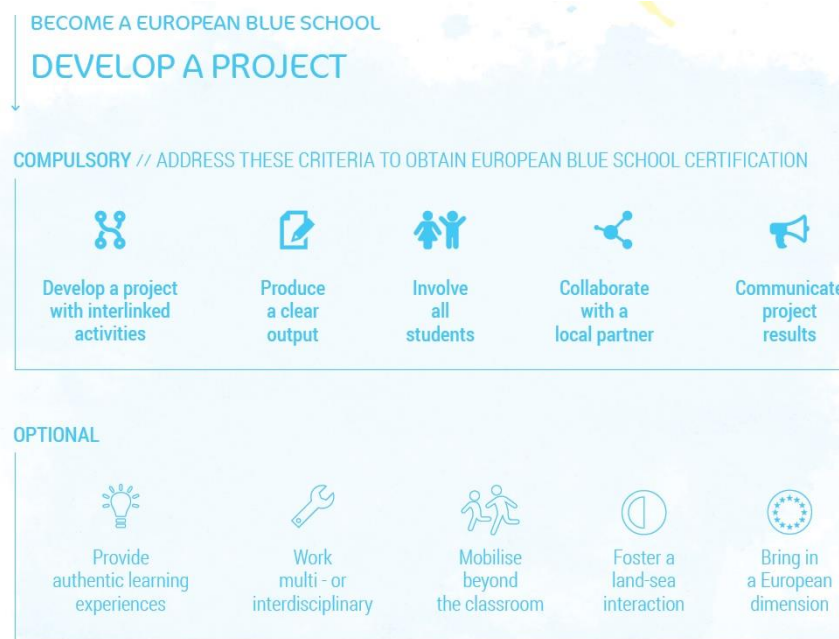 BECOME A EUROPEAN BLUE SCHOOL
DEVELOP A PROJECT
COMPULSORY // ADDRESS THESE CRITERIA TO OBTAIN EUROPEAN BLUE SCHOOL CERTIFICATION
Develop a project
with interlinked
activities
Produce
a clear
output
Involve
all
students
Collaborate
with a
local partner
Communicate
project
results
OPTIONAL
Provide
authentic learning
experiences
Work
multi - or
interdisciplinary
Mobilise
beyond
the classroom
Foster a
land-sea
interaction
Bring in
a European
dimension